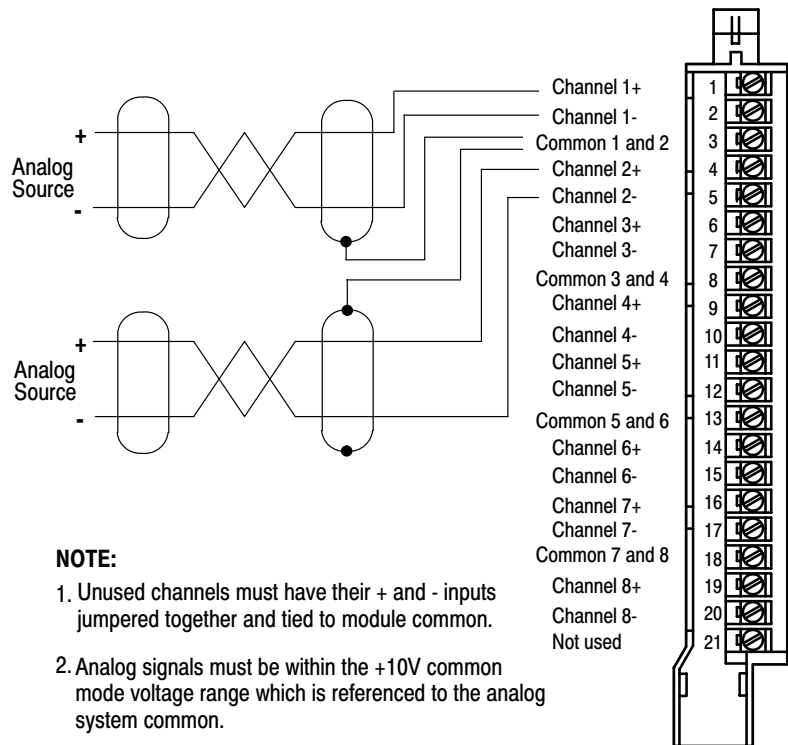 Channel 1+ 1
Channel 1- 2
Common 1 and 2 3
Channel 2+ 4
Channel 2- 5
Channel 3+ 6
Channel 3- 7
Common 3 and 4 8
Channel 4+ 9
Channel 4- 10
Channel 5+ 11
Channel 5- 12
Common 5 and 6 13
Channel 6+ 14
Channel 6- 15
Channel 7+ 16
Channel 7- 17
Common 7 and 8 18
Channel 8+ 19
Channel 8- 20
Not used 21
+
Analog
Source
-
+
Analog
Source
-
NOTE:
1. Unused channels must have their + and - inputs
jumpered together and tied to module common.
2. Analog signals must be within the +10V common
mode voltage range which is referenced to the analog
system common.